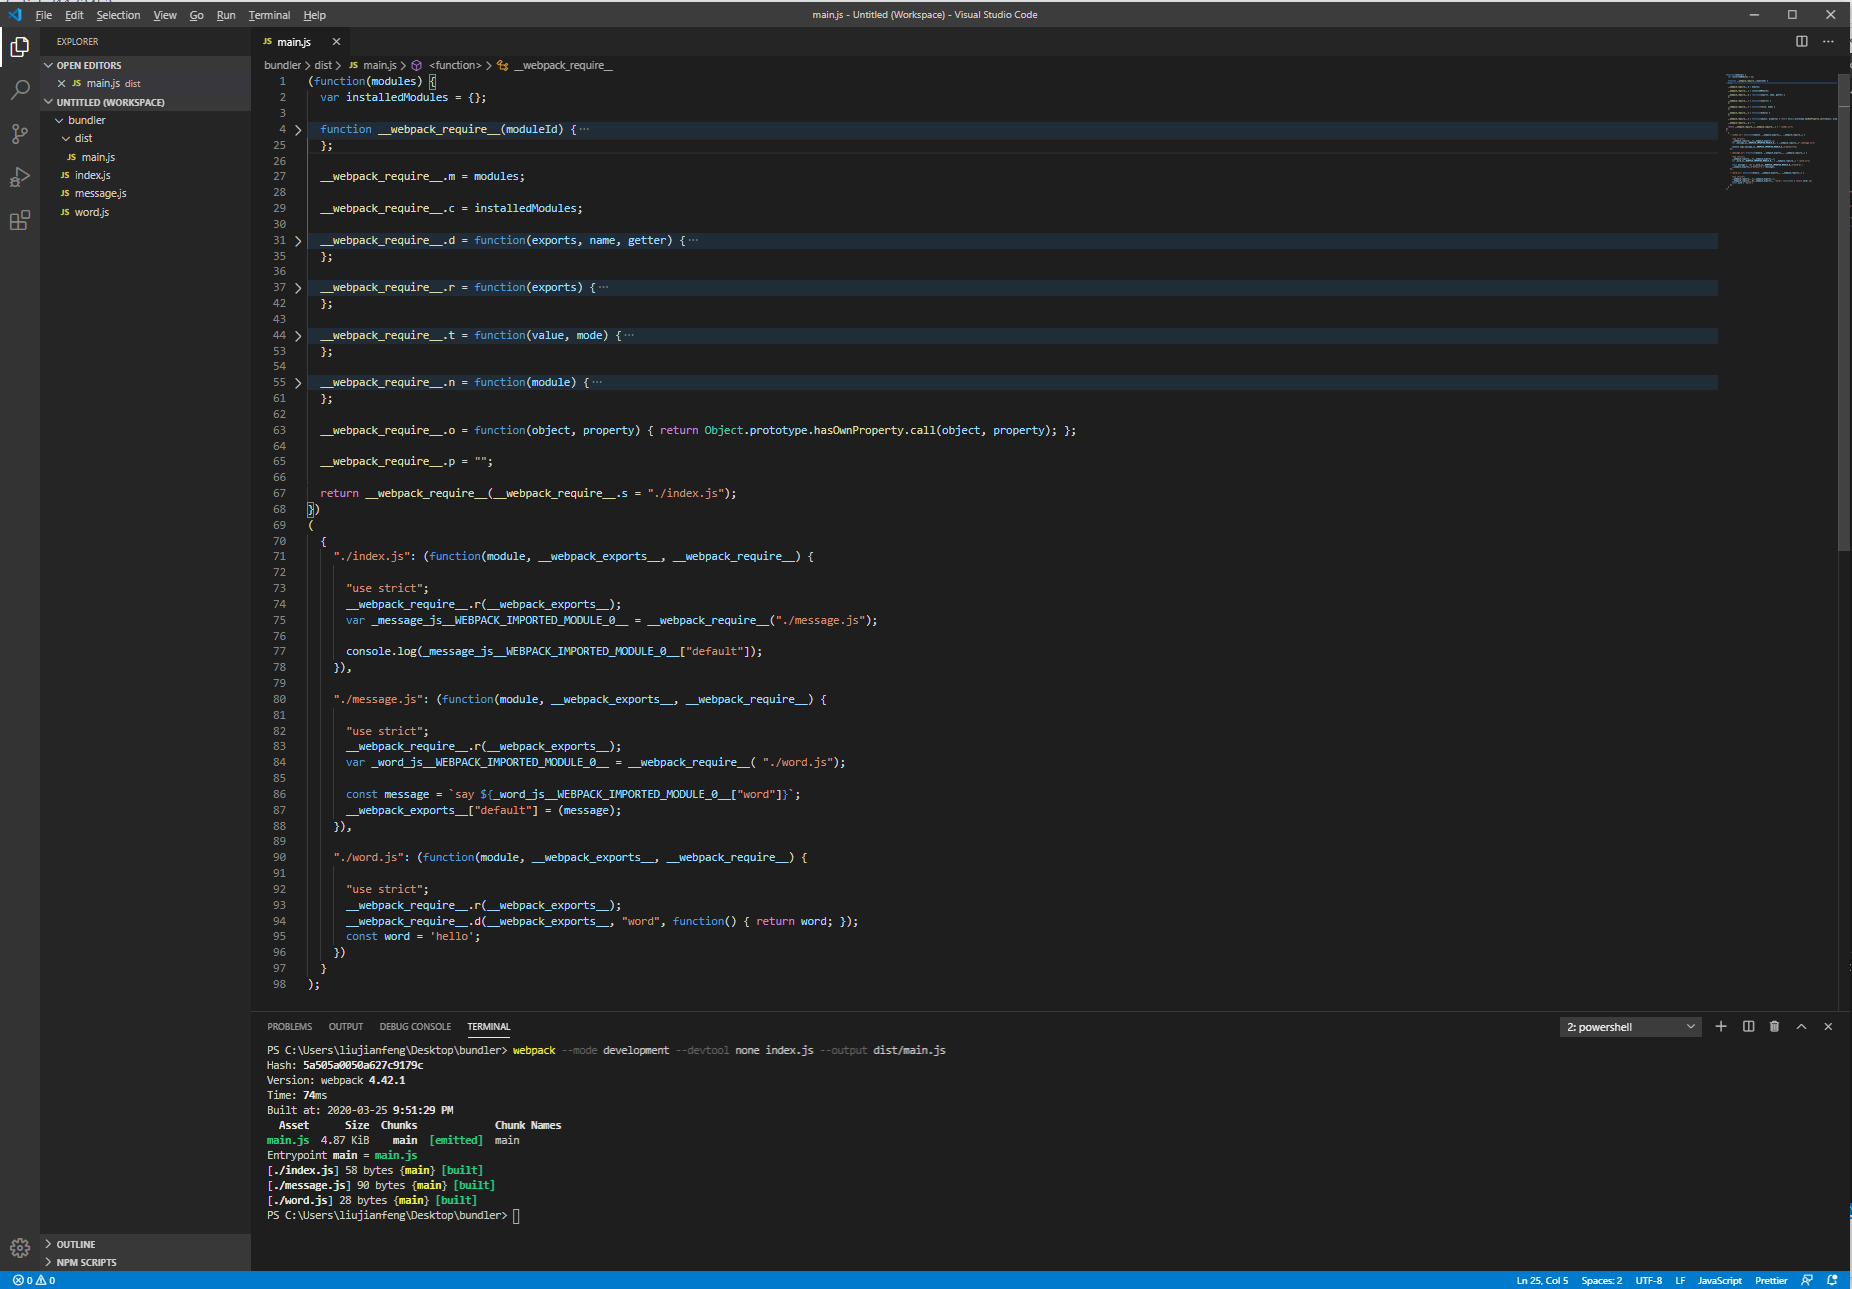 File Edit Selection View Go Run Terminal Help
main.js - Untitled (Workspace) - Visual Studio Code
EXPLORER
OPEN EDITORS
JS main.js dist
UNTITLED (WORKSPACE)
bundler
dist
JS main.js
JS index.js
JS message.js
JS word.js
OUTLINE
NPM SCRIPTS
JS main.js
bundler > dist > JS main.js > <function> > __webpack_require__
1 (function(modules) {
2 var installedModules = {};
3
4 function __webpack_require__(moduleId) {···
25 };
26
27 __webpack_require__.m = modules;
28
29 __webpack_require__.c = installedModules;
30
31 __webpack_require__.d = function(exports, name, getter) {···
35 };
36
37 __webpack_require__.r = function(exports) {···
42 };
43
44 __webpack_require__.t = function(value, mode) {···
53 };
54
55 __webpack_require__.n = function(module) {···
61 };
62
63 __webpack_require__.o = function(object, property) { return Object.prototype.hasOwnProperty.call(object, property); };
64
65 __webpack_require__.p = "";
66
67 return __webpack_require__(__webpack_require__.s = "./index.js");
68 })
69 (
70 {
71 "./index.js": (function(module, __webpack_exports__, __webpack_require__) {
72
73 "use strict";
74 __webpack_require__.r(__webpack_exports__);
75 var _message_js__WEBPACK_IMPORTED_MODULE_0__ = __webpack_require__("./message.js");
76
77 console.log(_message_js__WEBPACK_IMPORTED_MODULE_0__["default"]);
78 }),
79
80 "./message.js": (function(module, __webpack_exports__, __webpack_require__) {
81
82 "use strict";
83 __webpack_require__.r(__webpack_exports__);
84 var _word_js__WEBPACK_IMPORTED_MODULE_0__ = __webpack_require__( "./word.js");
85
86 const message = `say ${_word_js__WEBPACK_IMPORTED_MODULE_0__["word"]}`;
87 __webpack_exports__["default"] = (message);
88 }),
89
90 "./word.js": (function(module, __webpack_exports__, __webpack_require__) {
91
92 "use strict";
93 __webpack_require__.r(__webpack_exports__);
94 __webpack_require__.d(__webpack_exports__, "word", function() { return word; });
95 const word = 'hello';
96 })
97 }
98 );
PROBLEMS OUTPUT DEBUG CONSOLE TERMINAL
2: powershell
PS C:\Users\liujianfeng\Desktop\bundler> webpack --mode development --devtool none index.js --output dist/main.js
Hash: 5a505a0050a627c9179c
Version: webpack 4.42.1
Time: 74ms
Built at: 2020-03-25 9:51:29 PM
Asset Size Chunks Chunk Names
main.js 4.87 KiB main [emitted] main
Entrypoint main = main.js
[./index.js] 58 bytes {main} [built]
[./message.js] 90 bytes {main} [built]
[./word.js] 28 bytes {main} [built]
PS C:\Users\liujianfeng\Desktop\bundler>
0 0
Ln 25, Col 5 Spaces: 2 UTF-8 LF JavaScript Prettier